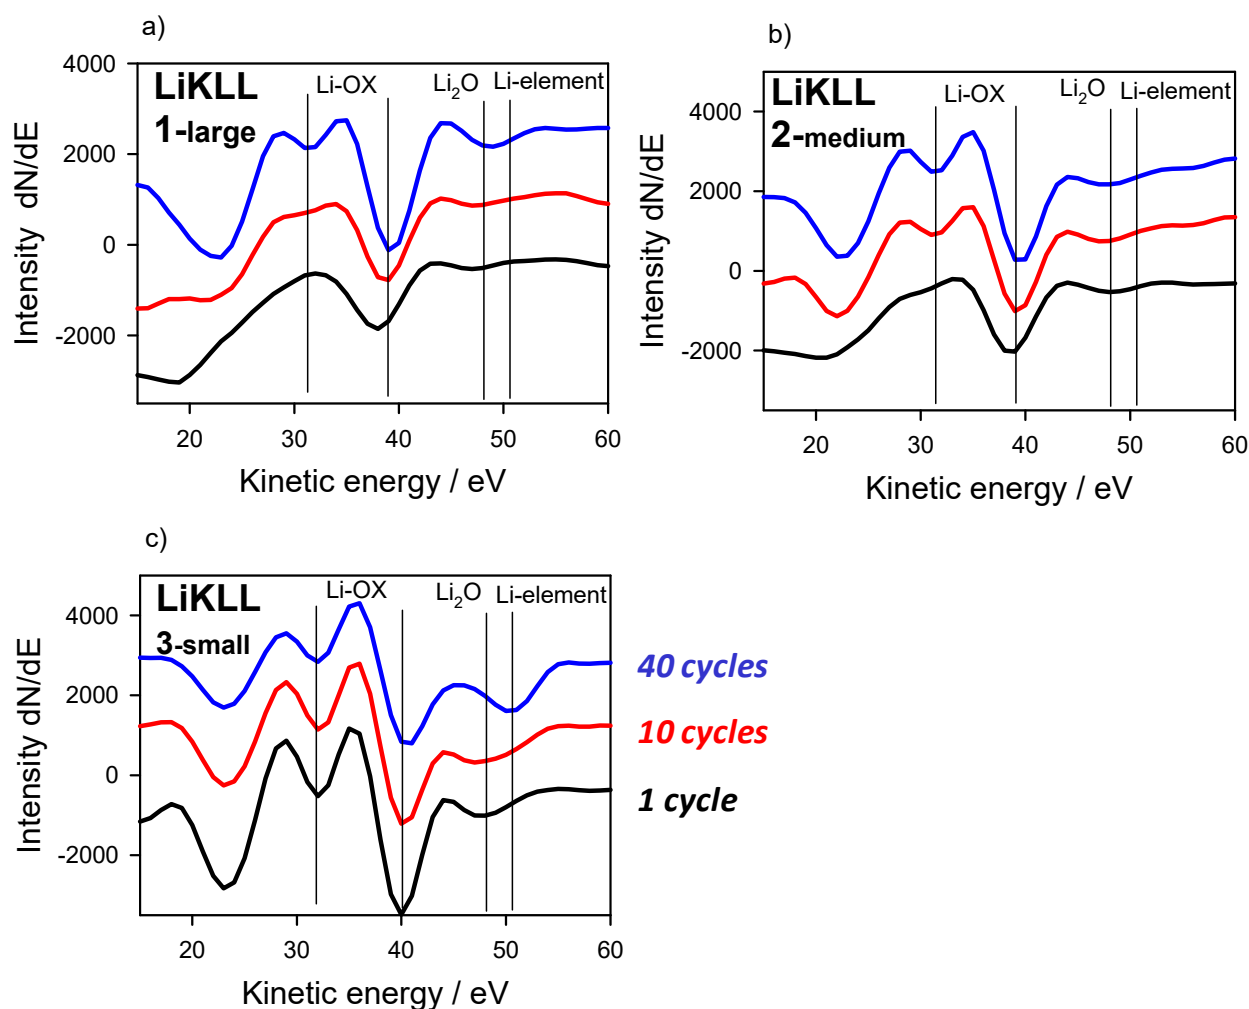 a)
4000
2000
0
-2000
Intensity  dN/dE
LiKLL
1-large
Li-OX
Li₂O
Li-element
20
30
40
50
60
Kinetic energy / eV
b)
4000
2000
0
-2000
Intensity dN/dE
LiKLL
2-medium
Li-OX
Li₂O
Li-element
20
30
40
50
60
Kinetic energy / eV
c)
4000
2000
0
-2000
Intensity dN/dE
LiKLL
3-small
Li-OX
Li₂O
Li-element
20
30
40
50
60
Kinetic energy / eV
40 cycles
10 cycles
1 cycle